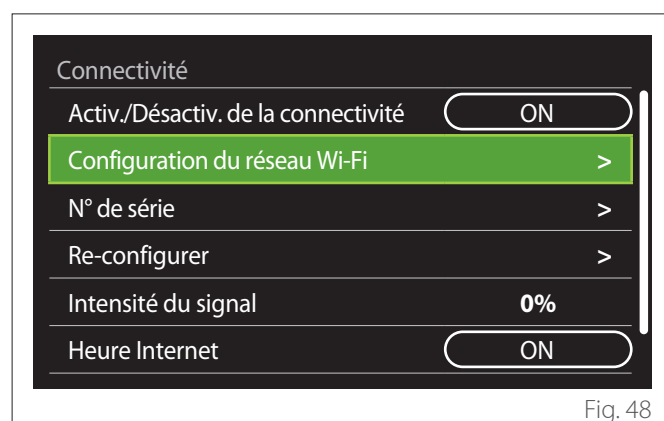 Connectivité
Activ./Désactiv. de la connectivité ON
Configuration du réseau Wi-Fi >
N° de série >
Re-configurer >
Intensité du signal 0%
Heure Internet ON
Fig. 48